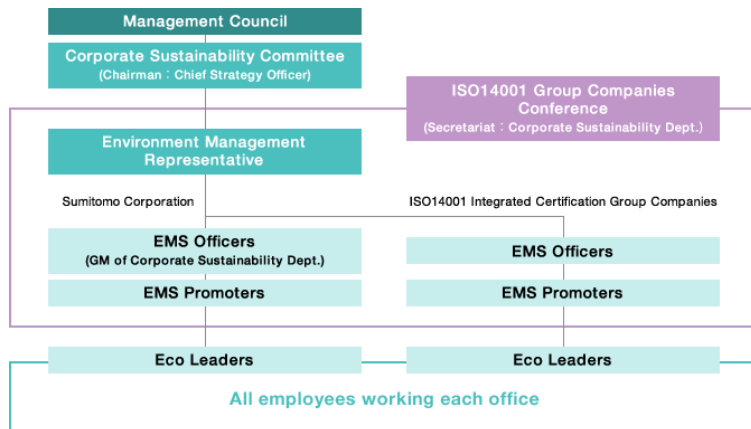 Management Council
Corporate Sustainability Committee
(Chairman：Chief Strategy Officer)
ISO14001 Group Companies
Conference
(Secretariat：Corporate Sustainability Dept.)
Environment Management
Representative
Sumitomo Corporation
ISO14001 Integrated Certification Group Companies
EMS Officers
(GM of Corporate Sustainability Dept.)
EMS Officers
EMS Promoters
EMS Promoters
Eco Leaders
Eco Leaders
All employees working each office